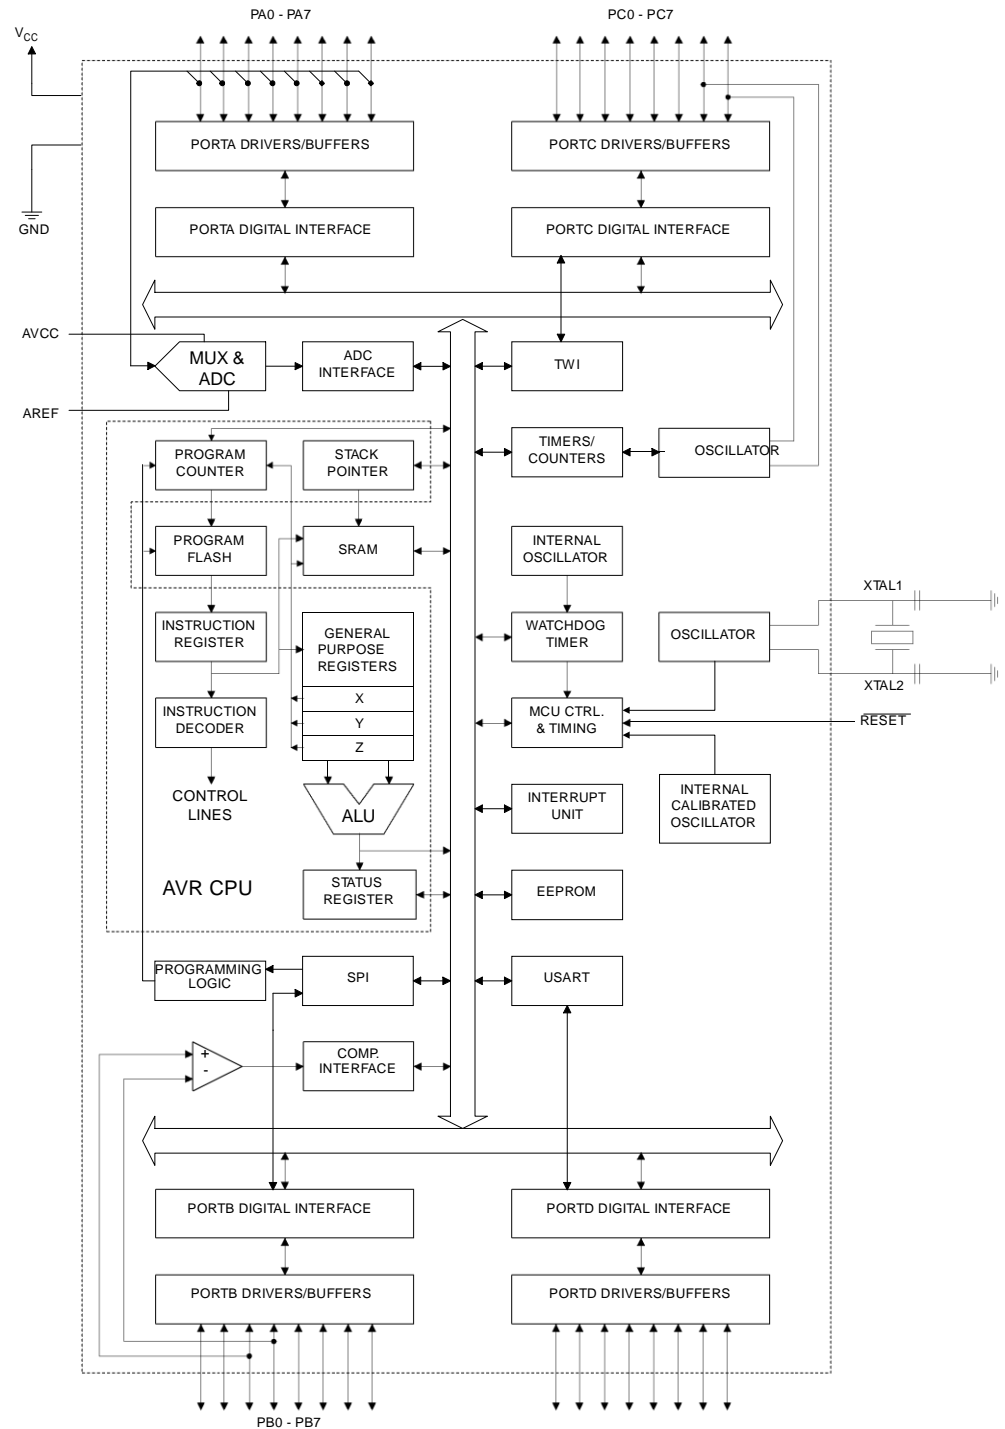 PA0 - PA7
PC0 - PC7
VCC
PORTA DRIVERS/BUFFERS
PORTC DRIVERS/BUFFERS
GND
PORTA DIGITAL INTERFACE
PORTC DIGITAL INTERFACE
AVCC
MUX &
ADC
ADC
INTERFACE
TWI
AREF
PROGRAM
COUNTER
STACK
POINTER
TIMERS/
COUNTERS
OSCILLATOR
PROGRAM
FLASH
SRAM
INTERNAL
OSCILLATOR
XTAL1
INSTRUCTION
REGISTER
GENERAL
PURPOSE
REGISTERS
WATCHDOG
TIMER
OSCILLATOR
XTAL2
X
Y
Z
INSTRUCTION
DECODER
MCU CTRL.
& TIMING
RESET
CONTROL
LINES
ALU
INTERRUPT
UNIT
INTERNAL
CALIBRATED
OSCILLATOR
AVR CPU
STATUS
REGISTER
EEPROM
PROGRAMMING
LOGIC
SPI
USART
+
-
COMP.
INTERFACE
PORTB DIGITAL INTERFACE
PORTD DIGITAL INTERFACE
PORTB DRIVERS/BUFFERS
PORTD DRIVERS/BUFFERS
PB0 - PB7